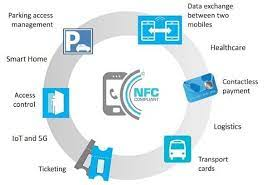 Parking access
management
Data exchange
between two
mobiles
Smart Home
Healthcare
P
NFC
COMPLIANT
Contactless
payment
Access
control
IoT and 5G
Logistics
Ticketing
Transport
cards